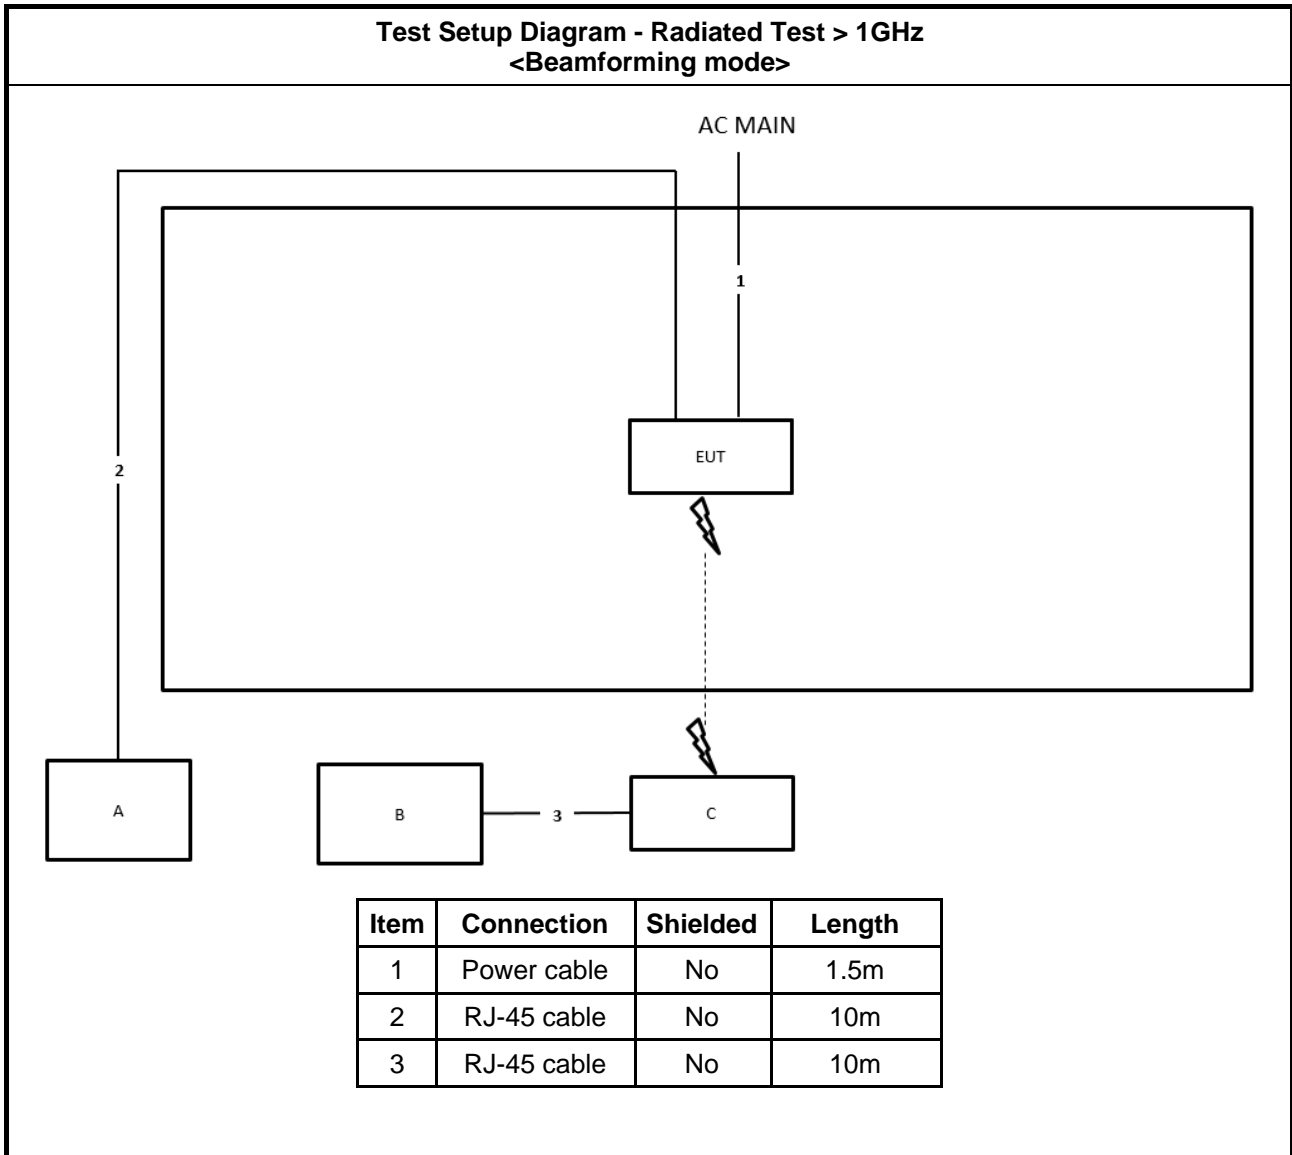 Test Setup Diagram - Radiated Test > 1GHz
<Beamforming mode>
AC MAIN
1
2
EUT
A
B
3
C
Item Connection Shielded Length
1 Power cable No 1.5m
2 RJ-45 cable No 10m
3 RJ-45 cable No 10m